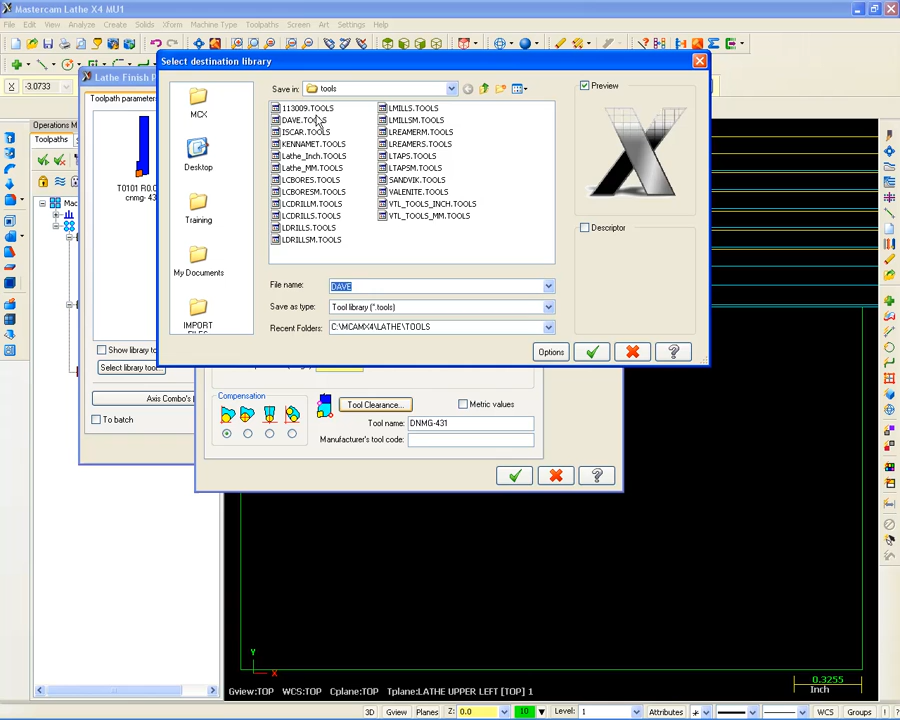 Mastercam Lathe X4 MU1
File Edit View Analyze Create Solids Xform Machine Type Toolpaths Screen Art Settings Help
-3.0733
Lathe Finish P
Toolpath parameters
Operations M
Toolpaths
T0101 R0.0
cnmg- 43
Show library to
Select library tool...
Axis Combo's (
To batch
Select destination library
Save in: tools
Preview
MCX
Desktop
Training
My Documents
IMPORT
FILES
113009.TOOLS
DAVE.TOOLS
ISCAR.TOOLS
KENNAMET.TOOLS
Lathe_Inch.TOOLS
Lathe_MM.TOOLS
LCBORES.TOOLS
LCBORESM.TOOLS
LCDRILLM.TOOLS
LCDRILLS.TOOLS
LDRILLS.TOOLS
LDRILLSM.TOOLS
LMILLS.TOOLS
LMILLSM.TOOLS
LREAMERM.TOOLS
LREAMERS.TOOLS
LTAPS.TOOLS
LTAPSM.TOOLS
SANDVIK.TOOLS
VALENITE.TOOLS
VTL_TOOLS_INCH.TOOLS
VTL_TOOLS_MM.TOOLS
Descriptor
File name: DAVE
Save as type: Tool library (*.tools)
Recent Folders: C:\MCAMX4\LATHE\TOOLS
Options
Compensation
Tool Clearance...
Metric values
Tool name: DNMG-431
Manufacturer's tool code:
Y
X
0.3255
Inch
Gview:TOP WCS:TOP Cplane:TOP Tplane:LATHE UPPER LEFT [TOP] 1
3D Gview Planes Z: 0.0 10 Level: 1 Attributes WCS Groups